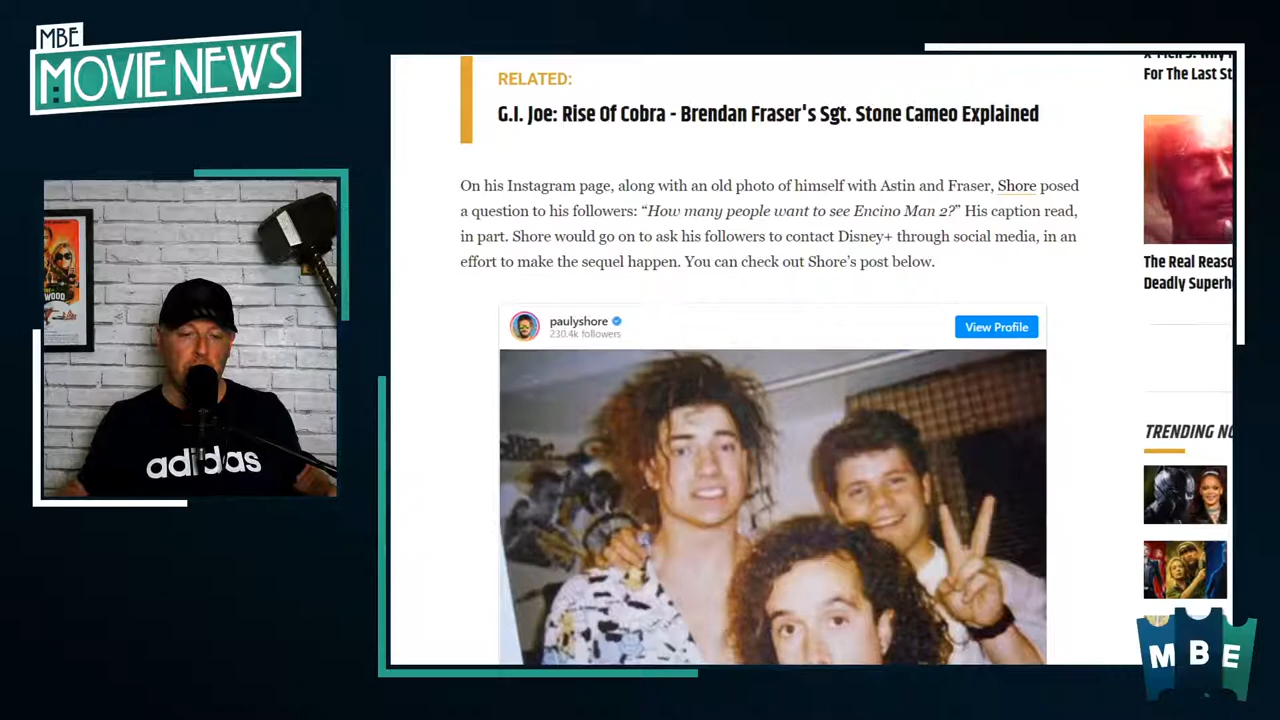 MBE
MOVIE NEWS
RELATED:
G.I. Joe: Rise Of Cobra - Brendan Fraser's Sgt. Stone Cameo Explained
On his Instagram page, along with an old photo of himself with Astin and Fraser, Shore posed
a question to his followers: “How many people want to see Encino Man 2?” His caption read,
in part. Shore would go on to ask his followers to contact Disney+ through social media, in an
effort to make the sequel happen. You can check out Shore’s post below.
paulyshore
230.4k followers
View Profile
For The Last St
The Real Reaso
Deadly Superh
TRENDING NO
adidas
WOOD
MBE